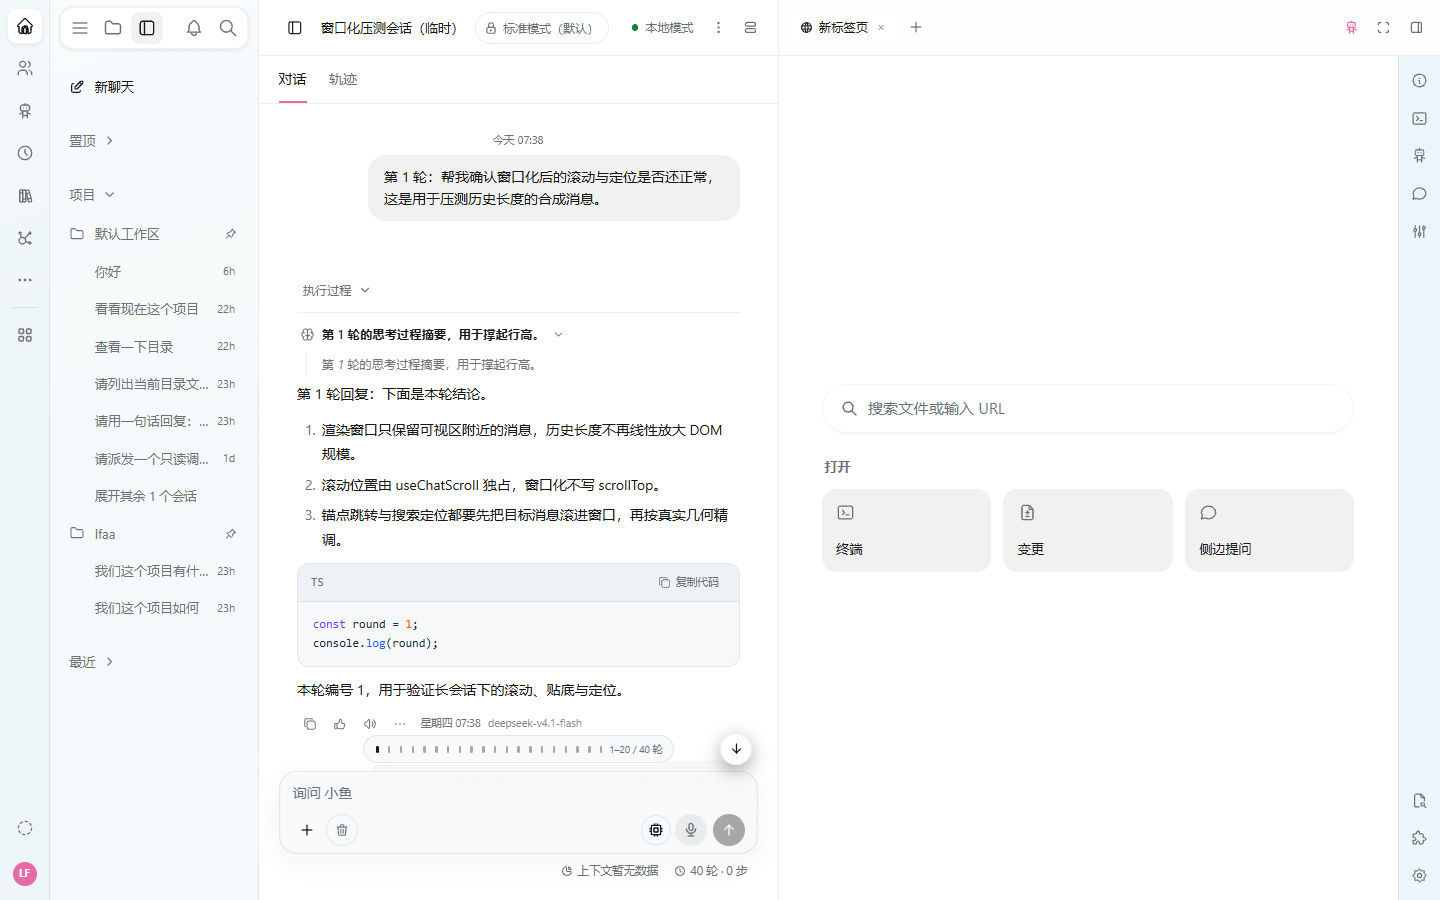 新聊天
置顶
项目
默认工作区
你好 6h
看看现在这个项目 22h
查看一下目录 22h
请列出当前目录文... 23h
请用一句话回复：... 23h
请派发一个只读调... 1d
展开其余 1 个会话
lfaa
我们这个项目有什... 23h
我们这个项目如何 23h
最近
LF
窗口化压测会话（临时） 标准模式（默认） 本地模式
对话 轨迹
今天 07:38
第 1 轮：帮我确认窗口化后的滚动与定位是否还正常，
这是用于压测历史长度的合成消息。
执行过程
第 1 轮的思考过程摘要，用于撑起行高。
第 1 轮的思考过程摘要，用于撑起行高。
第 1 轮回复：下面是本轮结论。
1. 渲染窗口只保留可视区附近的消息，历史长度不再线性放大 DOM
规模。
2. 滚动位置由 useChatScroll 独占，窗口化不写 scrollTop。
3. 锚点跳转与搜索定位都要先把目标消息滚进窗口，再按真实几何精
调。
TS 复制代码
const round = 1;
console.log(round);
本轮编号 1，用于验证长会话下的滚动、贴底与定位。
星期四 07:38 deepseek-v4.1-flash
1–20 / 40 轮
询问 小鱼
上下文暂无数据 40 轮 · 0 步
新标签页
搜索文件或输入 URL
打开
终端 变更 侧边提问